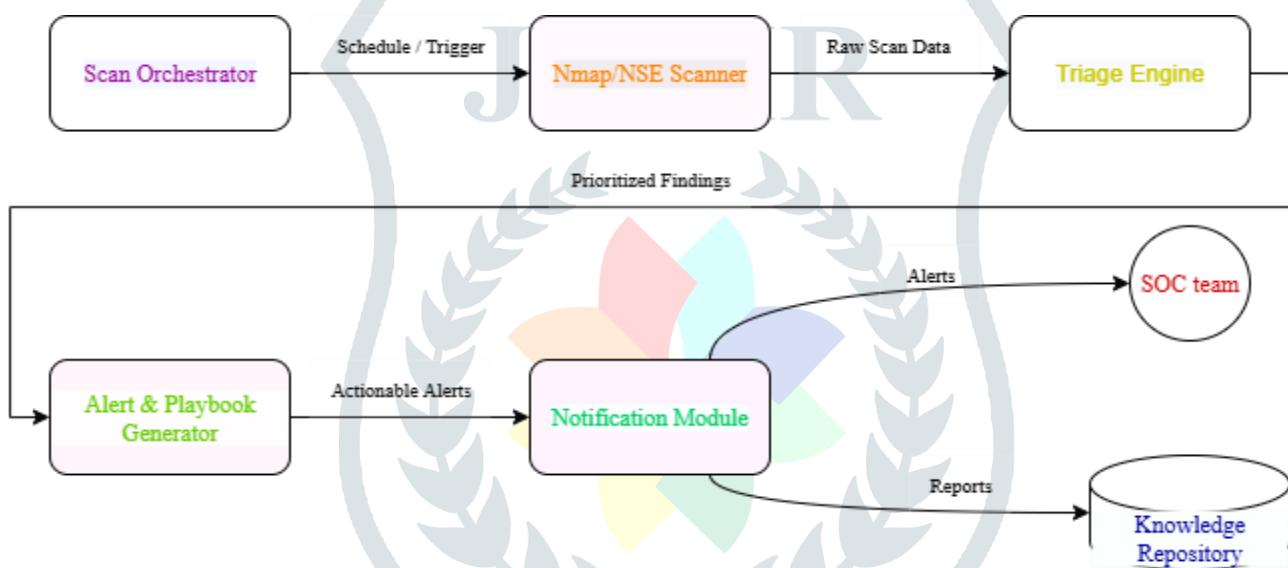 Schedule / Trigger
Raw Scan Data
Scan Orchestrator
Nmap/NSE Scanner
Triage Engine
Prioritized Findings
Alerts
SOC team
Actionable Alerts
Alert & Playbook
Generator
Notification Module
Reports
Knowledge
Repository